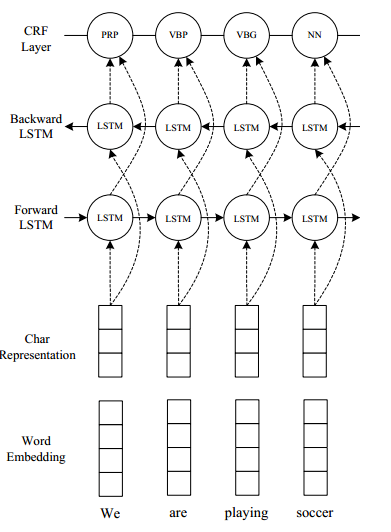 CRF
Layer
PRP VBP VBG NN
Backward
LSTM
LSTM LSTM LSTM LSTM
Forward
LSTM
LSTM LSTM LSTM LSTM
Char
Representation
Word
Embedding
We are playing soccer